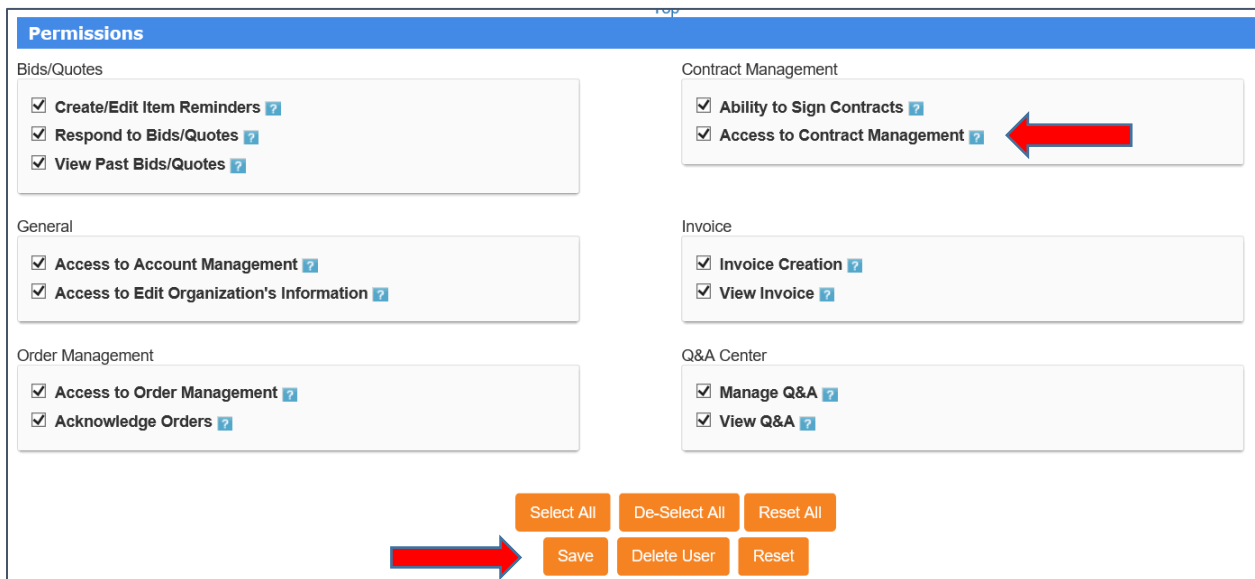 Top
Permissions
Bids/Quotes
Create/Edit Item Reminders ?
Respond to Bids/Quotes ?
View Past Bids/Quotes ?
Contract Management
Ability to Sign Contracts ?
Access to Contract Management ?
General
Access to Account Management ?
Access to Edit Organization's Information ?
Invoice
Invoice Creation ?
View Invoice ?
Order Management
Access to Order Management ?
Acknowledge Orders ?
Q&A Center
Manage Q&A ?
View Q&A ?
Select All De-Select All Reset All
Save Delete User Reset